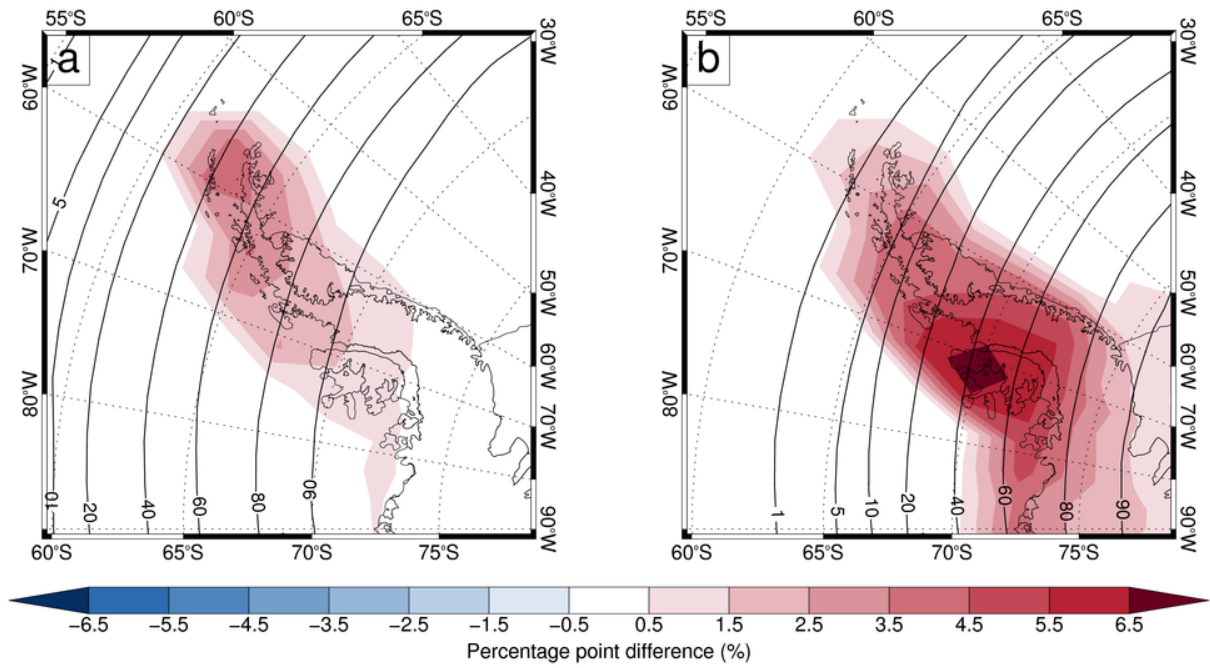 55°S 60°S 65°S 60°S 65°S
a b
30°W 30°W
60°W 60°W
1
40°W 40°W
5
70°W 50°W 70°W 50°W
60°W 60°W
80°W 70°W 80°W 70°W
10 20 40 60 80 90 1 5 10 20 40 60 80 90
90°W 90°W
60°S 65°S 70°S 75°S 60°S 65°S 70°S 75°S
−6.5 −5.5 −4.5 −3.5 −2.5 −1.5 −0.5 0.5 1.5 2.5 3.5 4.5 5.5 6.5
Percentage point difference (%)